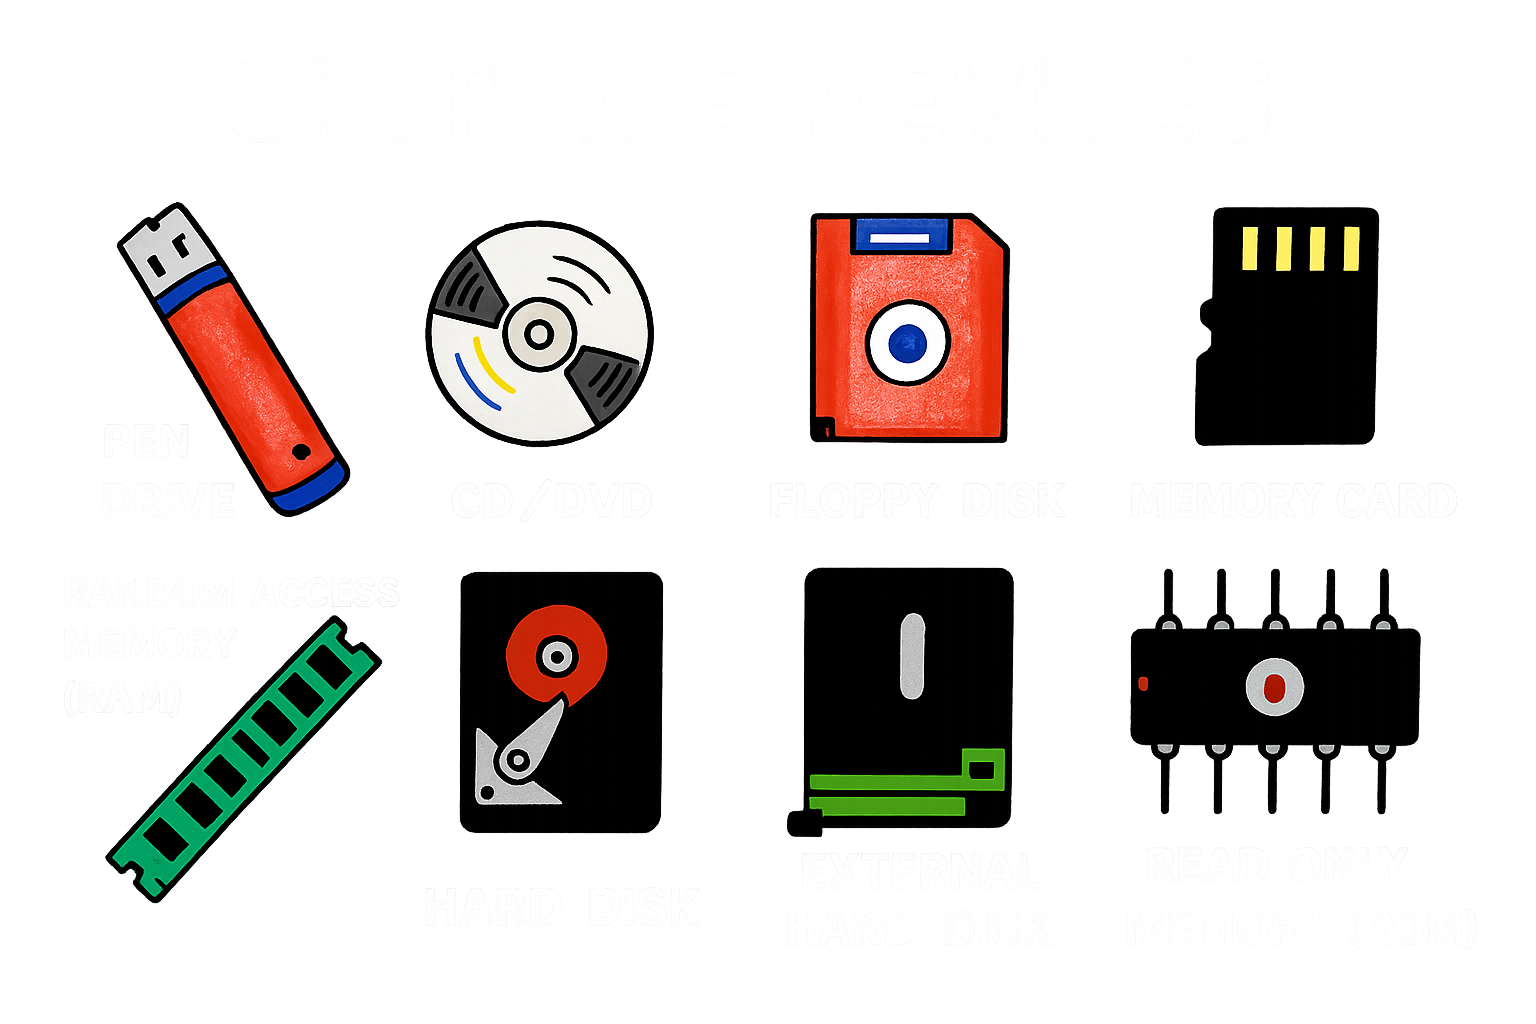 STORAGE DEVICES
PEN
DRIVE
CD/DVD
FLOPPY DISK
MEMORY CARD
RANDOM ACCESS
MEMORY
(RAM)
HARD DISK
EXTERNAL
HARD DISK
READ ONLY
MEMORY (ROM)